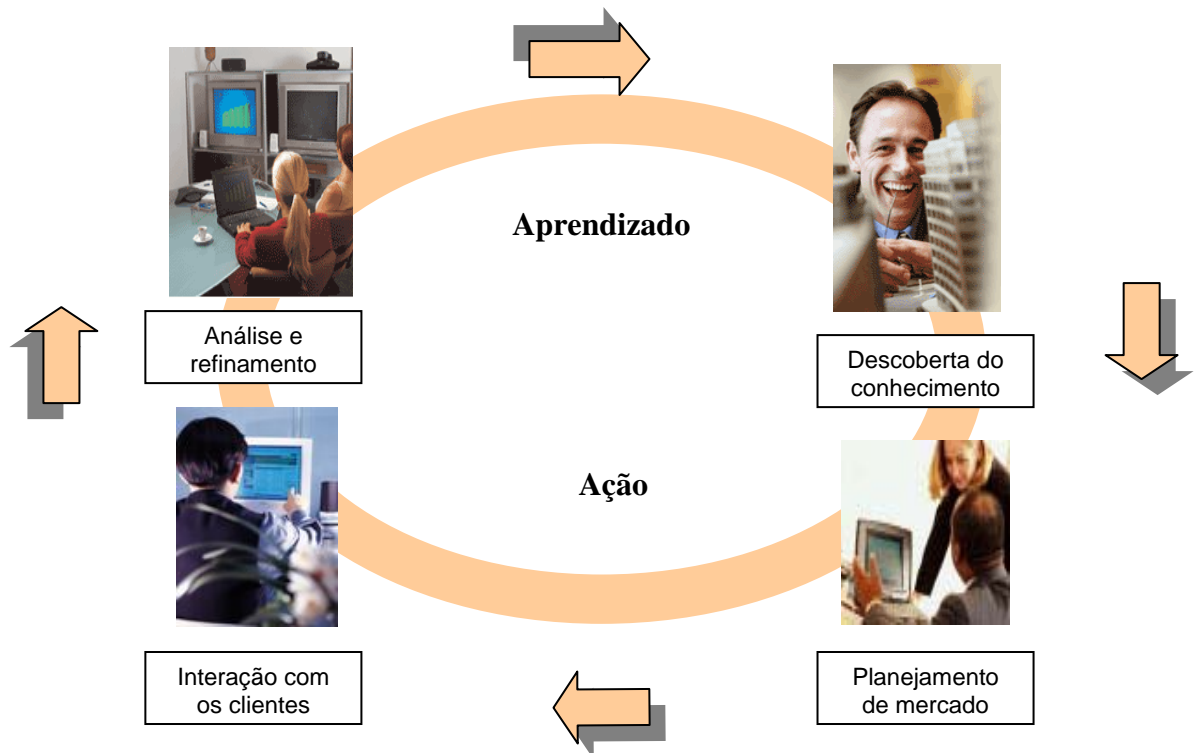 Aprendizado
Análise e
refinamento
Descoberta do
conhecimento
Ação
Interação com
os clientes
Planejamento
de mercado